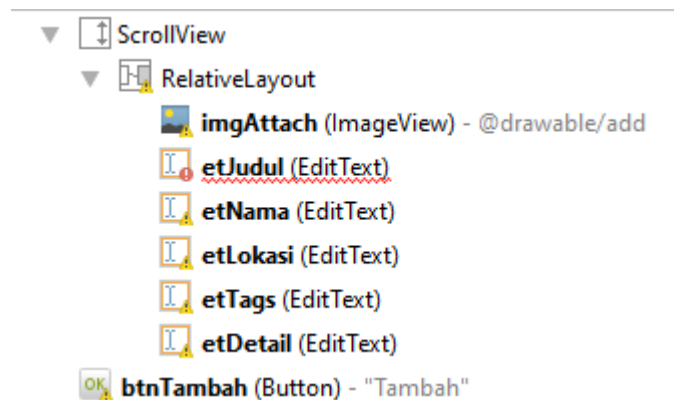 ScrollView
RelativeLayout
imgAttach (ImageView) - @drawable/add
etJudul (EditText)
etNama (EditText)
etLokasi (EditText)
etTags (EditText)
etDetail (EditText)
OK btnTambah (Button) - "Tambah"